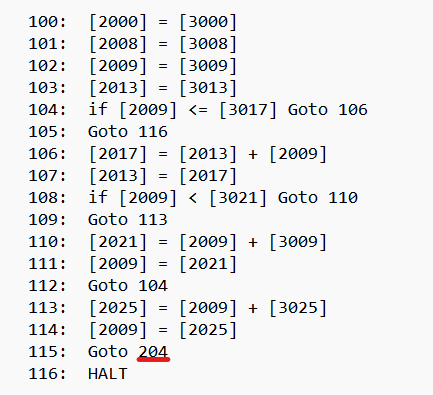 100: [2000] = [3000]
101: [2008] = [3008]
102: [2009] = [3009]
103: [2013] = [3013]
104: if [2009] <= [3017] Goto 106
105: Goto 116
106: [2017] = [2013] + [2009]
107: [2013] = [2017]
108: if [2009] < [3021] Goto 110
109: Goto 113
110: [2021] = [2009] + [3009]
111: [2009] = [2021]
112: Goto 104
113: [2025] = [2009] + [3025]
114: [2009] = [2025]
115: Goto 204
116: HALT